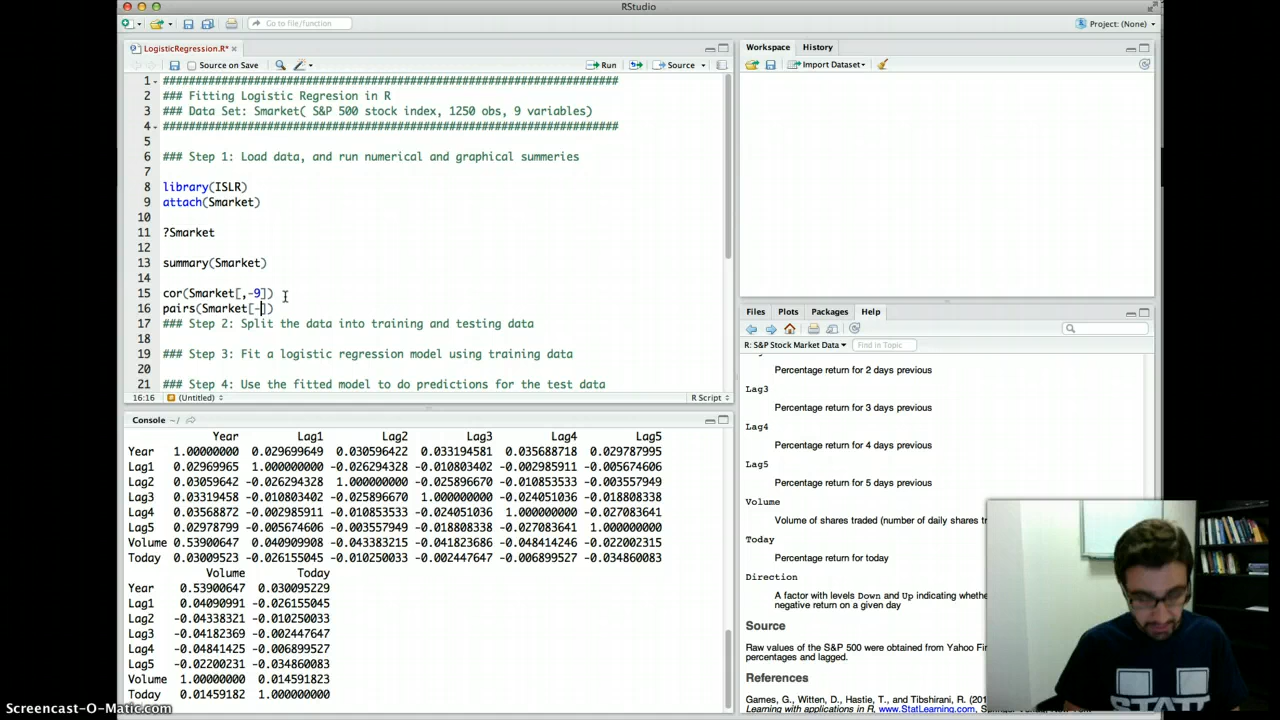 RStudio
Go to file/function
Project: (None)
LogisticRegression.R*
Source on Save
Run
Source
1 ######################################################################
2 ### Fitting Logistic Regresion in R
3 ### Data Set: Smarket( S&P 500 stock index, 1250 obs, 9 variables)
4 ######################################################################
5
6 ### Step 1: Load data, and run numerical and graphical summeries
7
8 library(ISLR)
9 attach(Smarket)
10
11 ?Smarket
12
13 summary(Smarket)
14
15 cor(Smarket[,-9])
16 pairs(Smarket[-])
17 ### Step 2: Split the data into training and testing data
18
19 ### Step 3: Fit a logistic regression model using training data
20
21 ### Step 4: Use the fitted model to do predictions for the test data
16:16 (Untitled) R Script
Console ~/
Year Lag1 Lag2 Lag3 Lag4 Lag5
Year 1.00000000 0.029699649 0.030596422 0.033194581 0.035688718 0.029787995
Lag1 0.02969965 1.000000000 -0.026294328 -0.010803402 -0.002985911 -0.005674606
Lag2 0.03059642 -0.026294328 1.000000000 -0.025896670 -0.010853533 -0.003557949
Lag3 0.03319458 -0.010803402 -0.025896670 1.000000000 -0.024051036 -0.018808338
Lag4 0.03568872 -0.002985911 -0.010853533 -0.024051036 1.000000000 -0.027083641
Lag5 0.02978799 -0.005674606 -0.003557949 -0.018808338 -0.027083641 1.000000000
Volume 0.53900647 0.040909908 -0.043383215 -0.041823686 -0.048414246 -0.022002315
Today 0.03009523 -0.026155045 -0.010250033 -0.002447647 -0.006899527 -0.034860083
Volume Today
Year 0.53900647 0.030095229
Lag1 0.04090991 -0.026155045
Lag2 -0.04338321 -0.010250033
Lag3 -0.04182369 -0.002447647
Lag4 -0.04841425 -0.006899527
Lag5 -0.02200231 -0.034860083
Volume 1.00000000 0.014591823
Today 0.01459182 1.000000000
Workspace History
Import Dataset
Files Plots Packages Help
R: S&P Stock Market Data Find in Topic
Percentage return for 2 days previous
Lag3
Percentage return for 3 days previous
Lag4
Percentage return for 4 days previous
Lag5
Percentage return for 5 days previous
Volume
Volume of shares traded (number of daily shares tr
Today
Percentage return for today
Direction
A factor with levels Down and Up indicating whethe
negative return on a given day
Source
Raw values of the S&P 500 were obtained from Yahoo Fi
percentages and lagged.
References
Games, G., Witten, D., Hastie, T., and Tibshirani, R. (201
Learning with applications in R, www.StatLearning.com,
STAT
Screencast-O-Matic.com